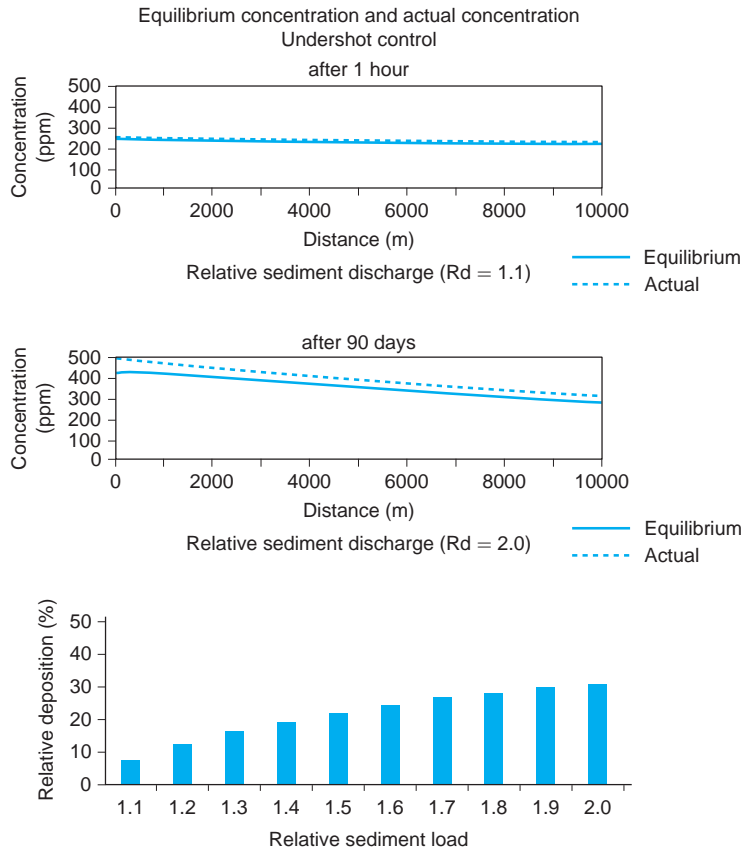 Equilibrium concentration and actual concentration
Undershot control
after 1 hour
Concentration
(ppm)
500
400
300
200
100
0
0 2000 4000 6000 8000 10000
Distance (m)
Relative sediment discharge (Rd = 1.1)
Equilibrium
Actual
after 90 days
Concentration
(ppm)
500
400
300
200
100
0
0 2000 4000 6000 8000 10000
Distance (m)
Relative sediment discharge (Rd = 2.0)
Equilibrium
Actual
Relative deposition (%)
50
40
30
20
10
0
1.1 1.2 1.3 1.4 1.5 1.6 1.7 1.8 1.9 2.0
Relative sediment load